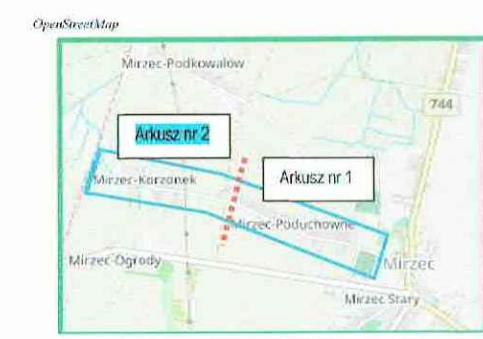 OpenStreetMap
Mirzec-Podkowalów
744
Arkusz nr 2
Arkusz nr 1
Mirzec-Korzonek
Mirzec-Poduchowne
Mirzec-Ogrody
Mirzec
Mirzec Stary